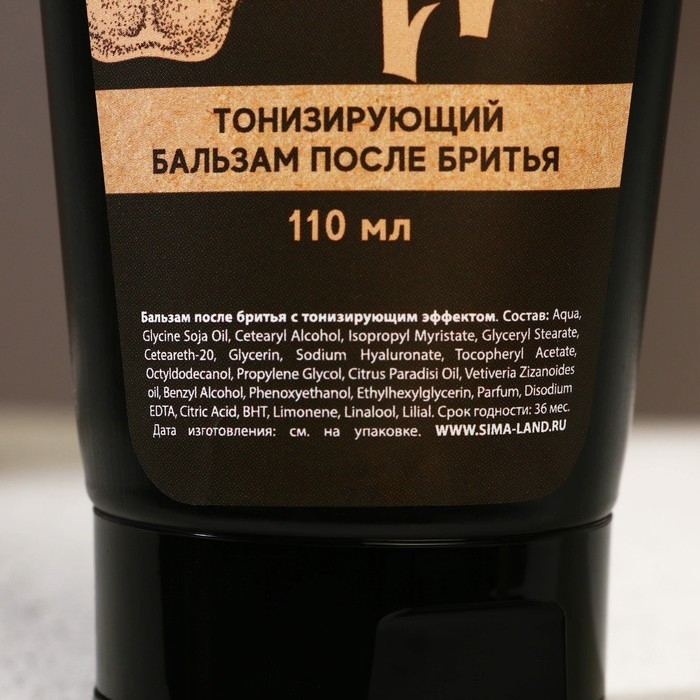 ТОНИЗИРУЮЩИЙ
БАЛЬЗАМ ПОСЛЕ БРИТЬЯ
110 мл
Бальзам после бритья с тонизирующим эффектом. Состав: Aqua,
Glycine Soja Oil, Cetearyl Alcohol, Isopropyl Myristate, Glyceryl Stearate,
Ceteareth-20, Glycerin, Sodium Hyaluronate, Tocopheryl Acetate,
Octyldodecanol, Propylene Glycol, Citrus Paradisi Oil, Vetiveria Zizanoides
oil, Benzyl Alcohol, Phenoxyethanol, Ethylhexylglycerin, Parfum, Disodium
EDTA, Citric Acid, BHT, Limonene, Linalool, Lilial. Срок годности: 36 мес.
Дата изготовления: см. на упаковке. WWW.SIMA-LAND.RU